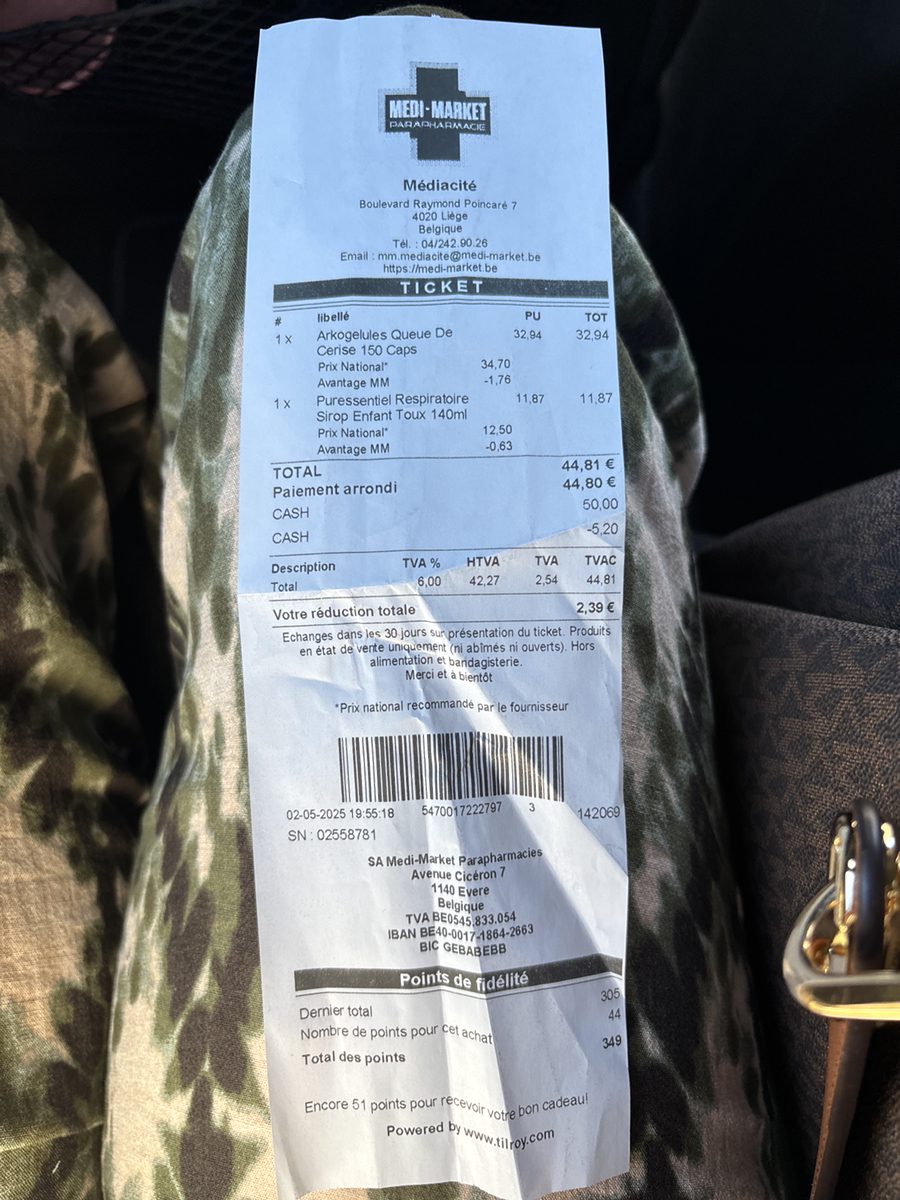 MEDI-MARKET
PARAPHARMACIE
Médiacité
Boulevard Raymond Poincaré 7
4020 Liège
Belgique
Tél. : 04/242.90.26
Email : mm.mediacite@medi-market.be
https://medi-market.be
TICKET
# libellé PU TOT
1 x Arkogelules Queue De 32,94 32,94
Cerise 150 Caps
Prix National* 34,70
Avantage MM -1,76
1 x Puressentiel Respiratoire 11,87 11,87
Sirop Enfant Toux 140ml
Prix National* 12,50
Avantage MM -0,63
TOTAL 44,81 €
Paiement arrondi 44,80 €
CASH 50,00
CASH -5,20
Description TVA % HTVA TVA TVAC
Total 6,00 42,27 2,54 44,81
Votre réduction totale 2,39 €
Echanges dans les 30 jours sur présentation du ticket. Produits
en état de vente uniquement (ni abîmés ni ouverts). Hors
alimentation et bandagisterie.
Merci et à bientôt
*Prix national recommandé par le fournisseur
02-05-2025 19:55:18 5470017222797 3 142069
SN : 02558781
SA Medi-Market Parapharmacies
Avenue Cicéron 7
1140 Evere
Belgique
TVA BE0545.833.054
IBAN BE40-0017-1864-2663
BIC GEBABEBB
Points de fidélité
Dernier total 305
Nombre de points pour cet achat 44
Total des points 349
Encore 51 points pour recevoir votre bon cadeau!
Powered by www.tilroy.com